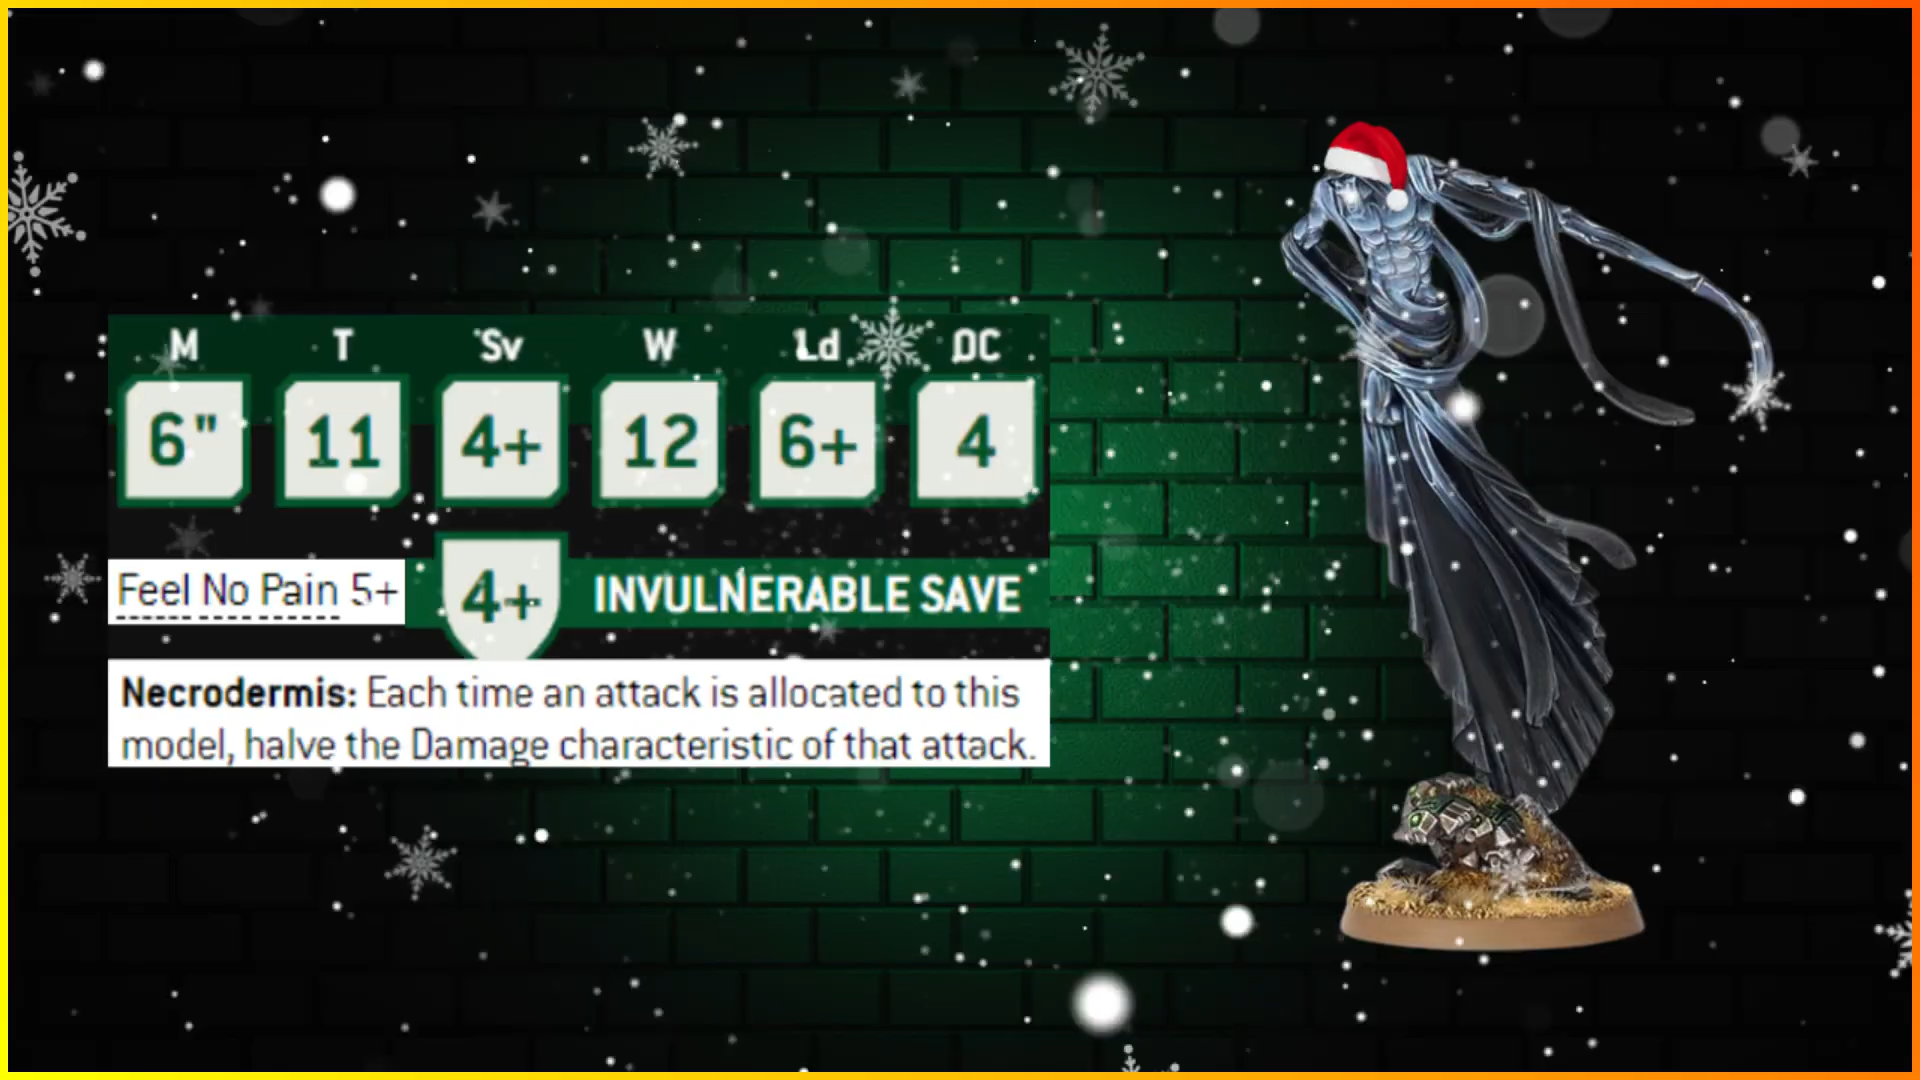 M T Sv W Ld OC
6" 11 4+ 12 6+ 4
Feel No Pain 5+ 4+ INVULNERABLE SAVE
Necrodermis: Each time an attack is allocated to this
model, halve the Damage characteristic of that attack.